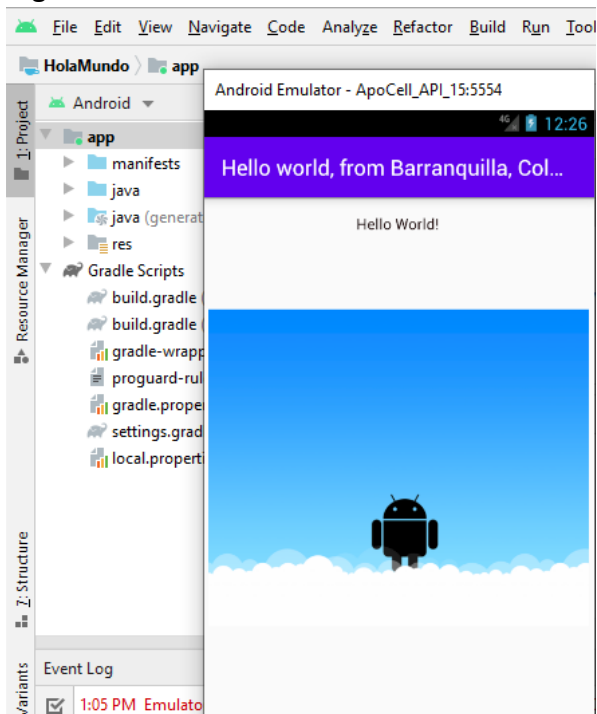 File Edit View Navigate Code Analyze Refactor Build Run Tool
HolaMundo app
Android
app
manifests
java
java (generat
res
Gradle Scripts
build.gradle (
build.gradle (
gradle-wrapp
proguard-rul
gradle.proper
settings.grad
local.properti
1: Project
Resource Manager
7: Structure
Variants
Event Log
1:05 PM Emulato
Android Emulator - ApoCell_API_15:5554
4G 12:26
Hello world, from Barranquilla, Col...
Hello World!